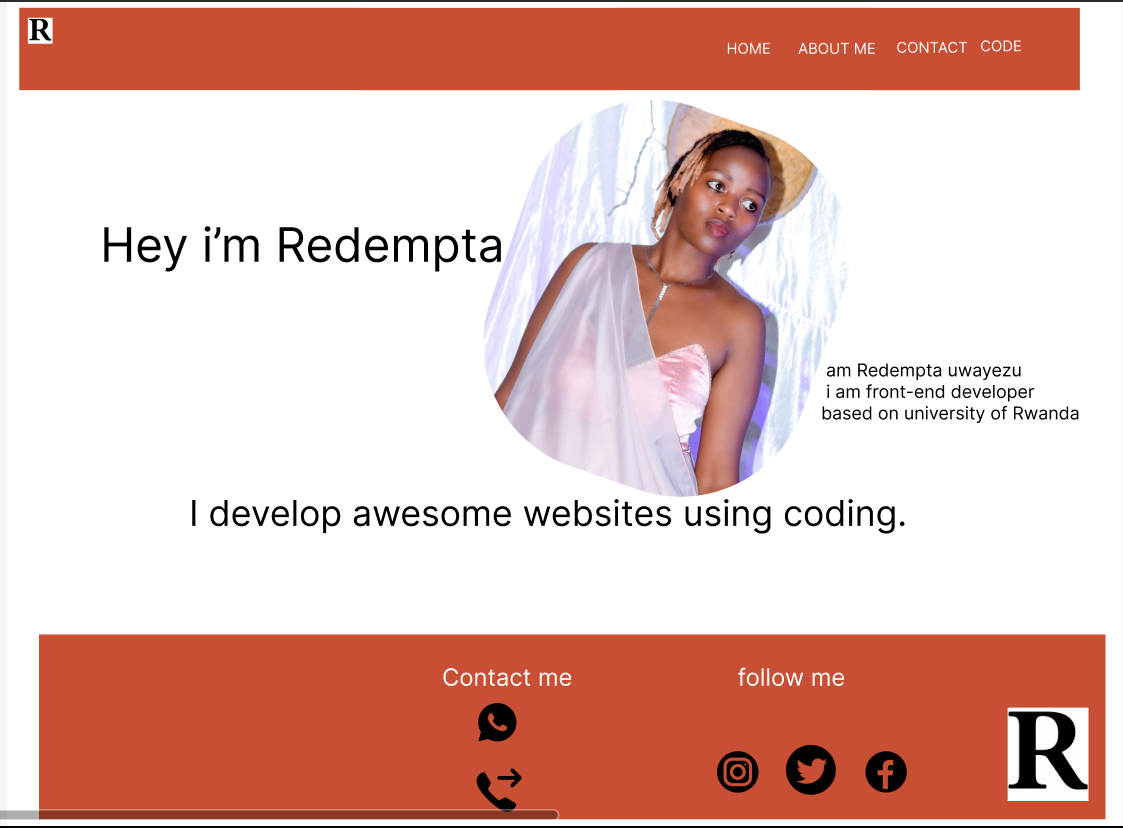 R
HOME ABOUT ME CONTACT CODE
Hey i’m Redempta
am Redempta uwayezu
i am front-end developer
based on university of Rwanda
I develop awesome websites using coding.
Contact me
follow me
R